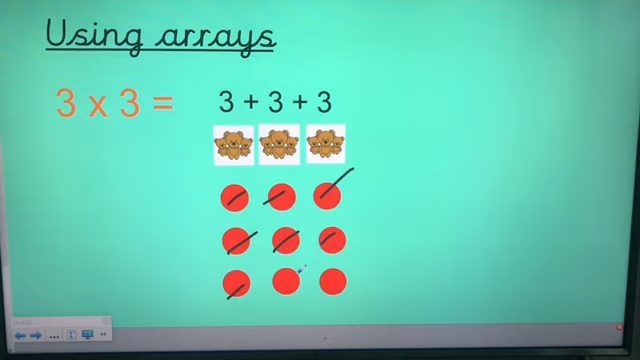 Using arrays
3 x 3 = 3 + 3 + 3